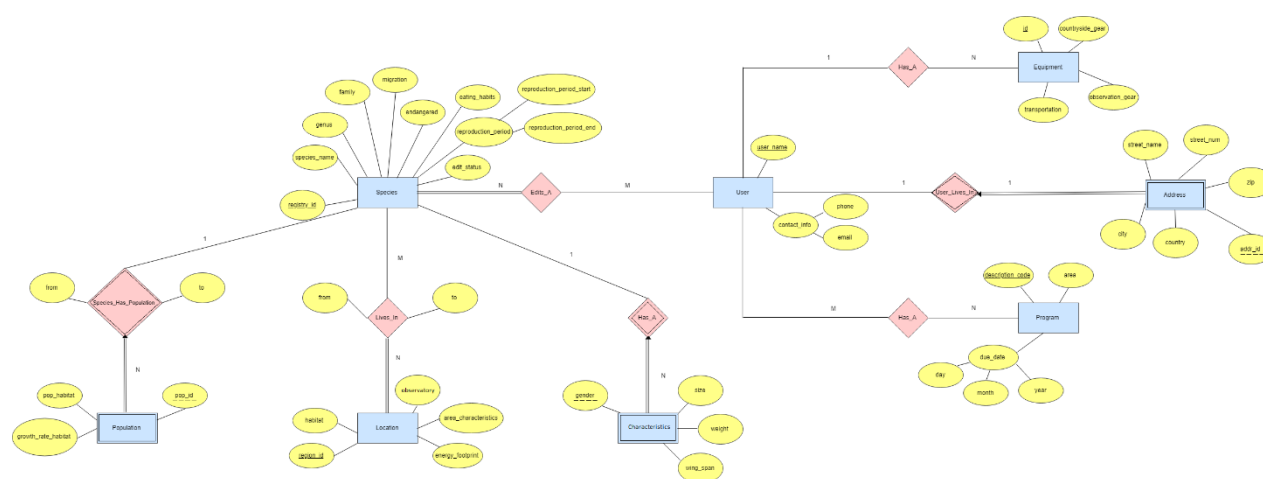 id
countryside_gear
1
Has_A
N
Equipment
transportation
observation_gear
migration
family
eating_habits
reproduction_period_start
endangered
genus
reproduction_period
reproduction_period_end
species_name
edit_status
Species
N
Edits_A
M
registry_id
user_name
User
contact_info
phone
email
1
User_Lives_In
1
street_name
street_num
zip
Address
city
country
addr_id
1
M
1
from
Species_Has_Population
to
from
Lives_In
to
Has_A
M
Has_A
N
description_code
area
Program
due_date
day
month
year
N
N
N
pop_habitat
pop_id
growth_rate_habitat
Population
observatory
habitat
area_characteristics
Location
region_id
energy_footprint
gender
size
Characteristics
weight
wing_span